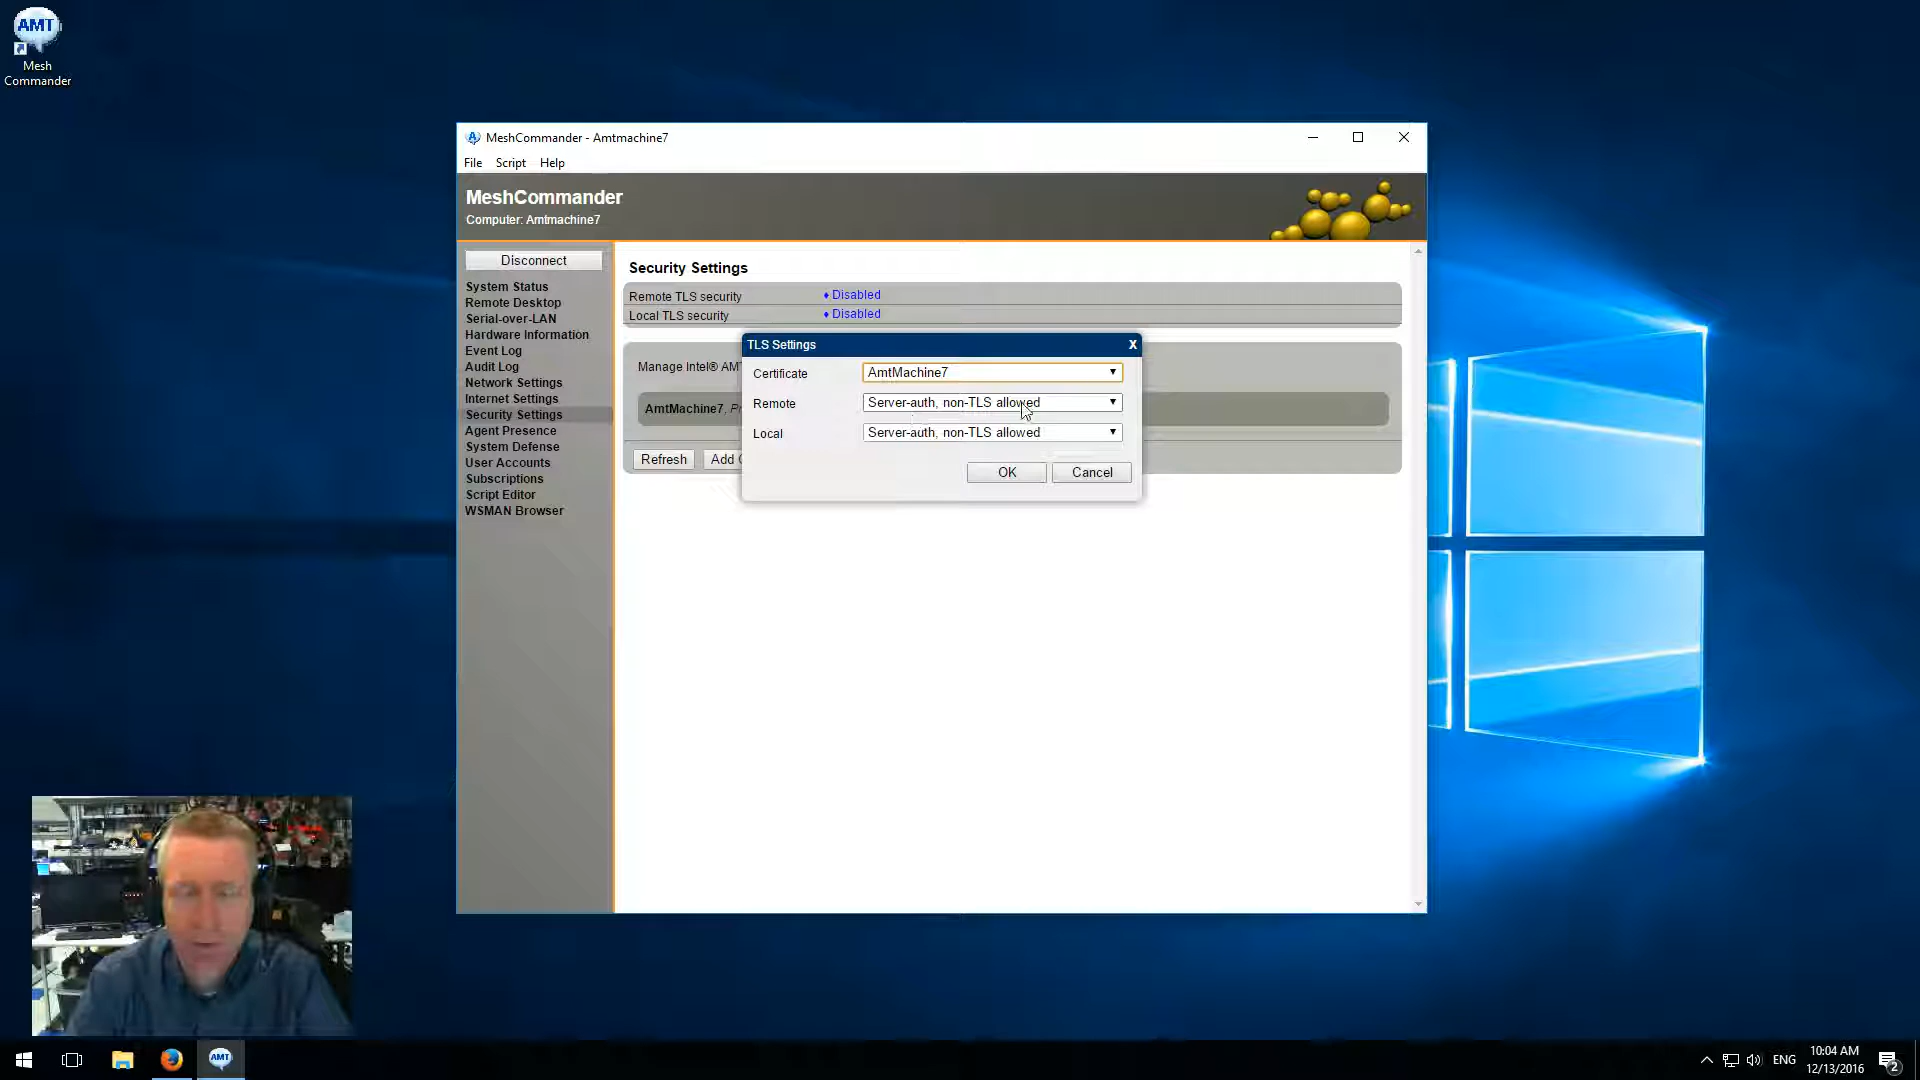 AMT
Mesh
Commander
MeshCommander - Amtmachine7
File Script Help
MeshCommander
Computer: Amtmachine7
Disconnect
System Status
Remote Desktop
Serial-over-LAN
Hardware Information
Event Log
Audit Log
Network Settings
Internet Settings
Security Settings
Agent Presence
System Defense
User Accounts
Subscriptions
Script Editor
WSMAN Browser
Security Settings
Remote TLS security ♦ Disabled
Local TLS security ♦ Disabled
Manage Intel® AM
AmtMachine7,
Refresh Add
TLS Settings X
Certificate AmtMachine7
Remote Server-auth, non-TLS allowed
Local Server-auth, non-TLS allowed
OK Cancel
AMT
ENG
10:04 AM
12/13/2016
2